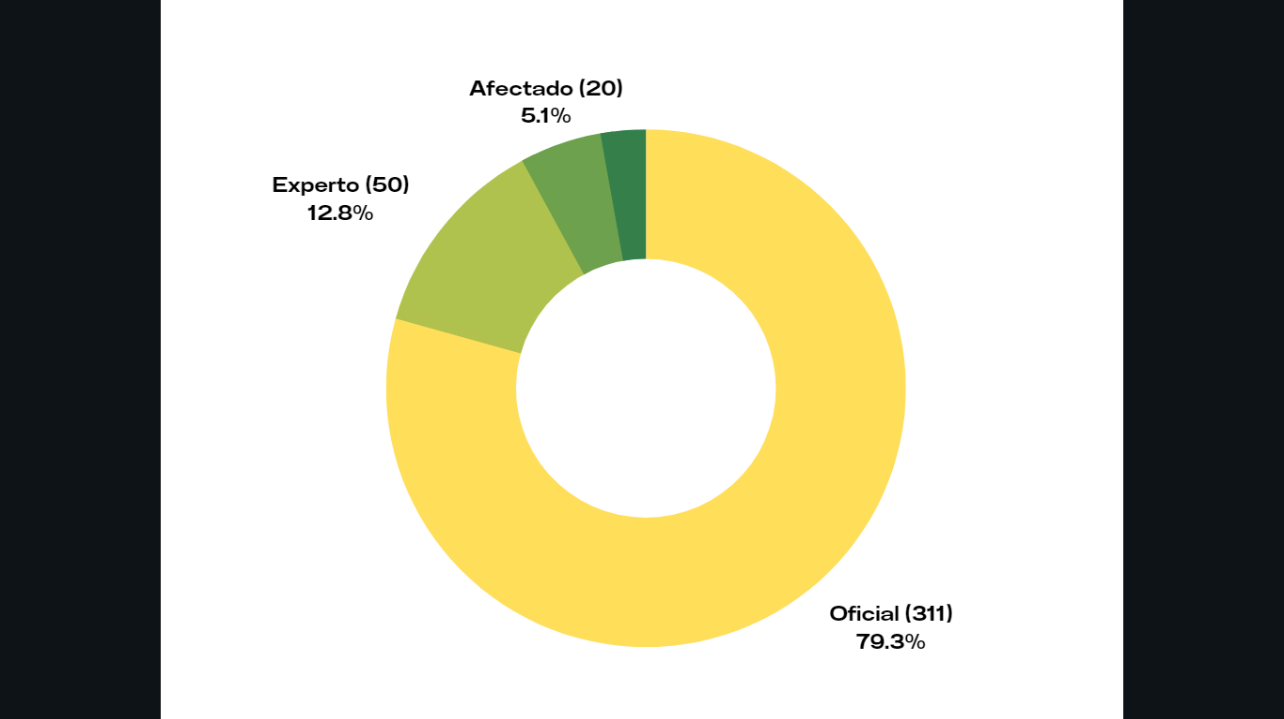 Afectado (20)
5.1%
Experto (50)
12.8%
Oficial (311)
79.3%